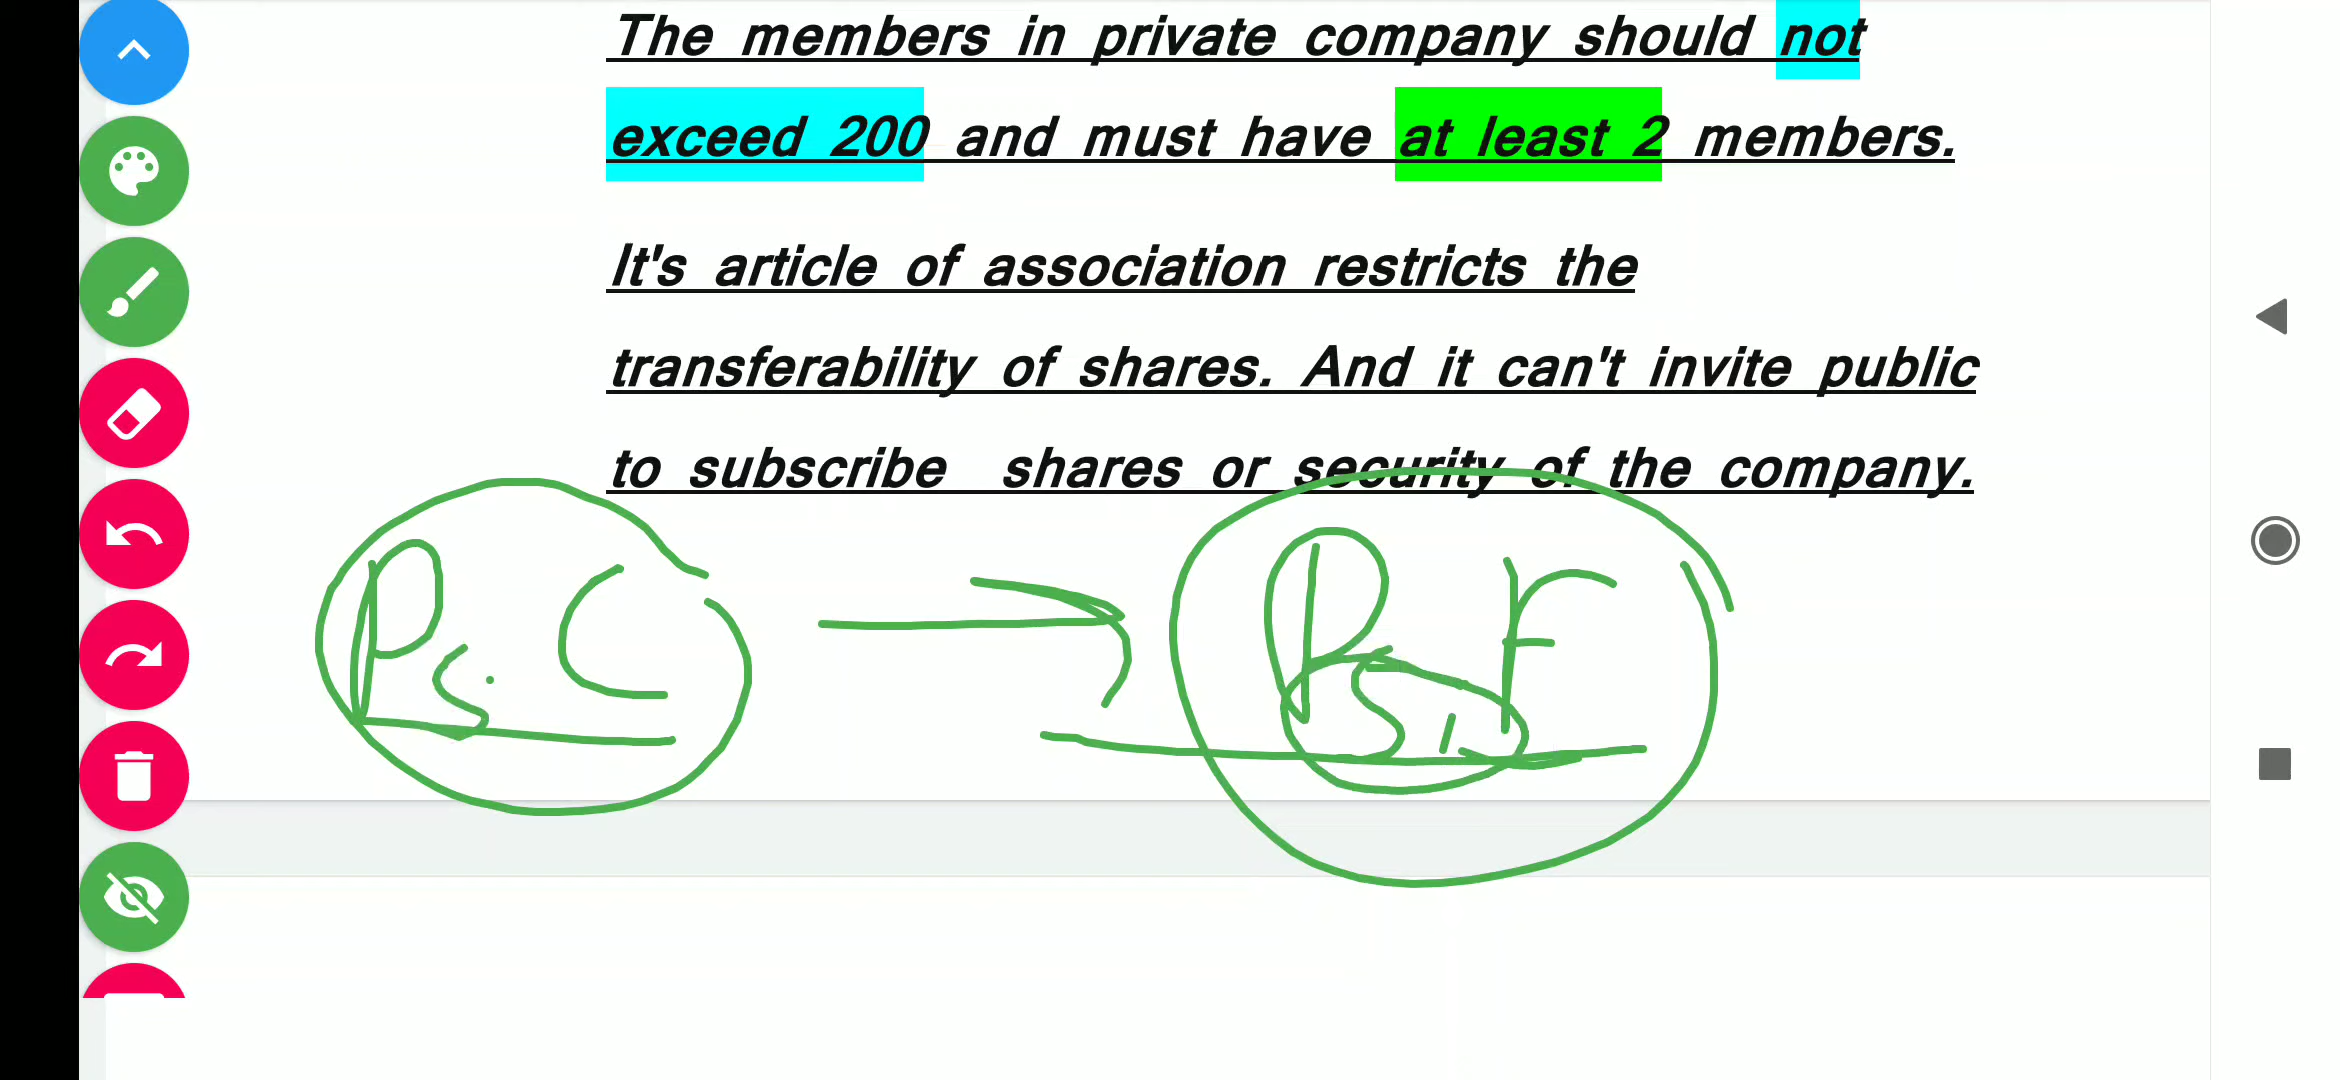 The members in private company should not
exceed 200 and must have at least 2 members.
It's article of association restricts the
transferability of shares. And it can't invite public
to subscribe shares or security of the company.